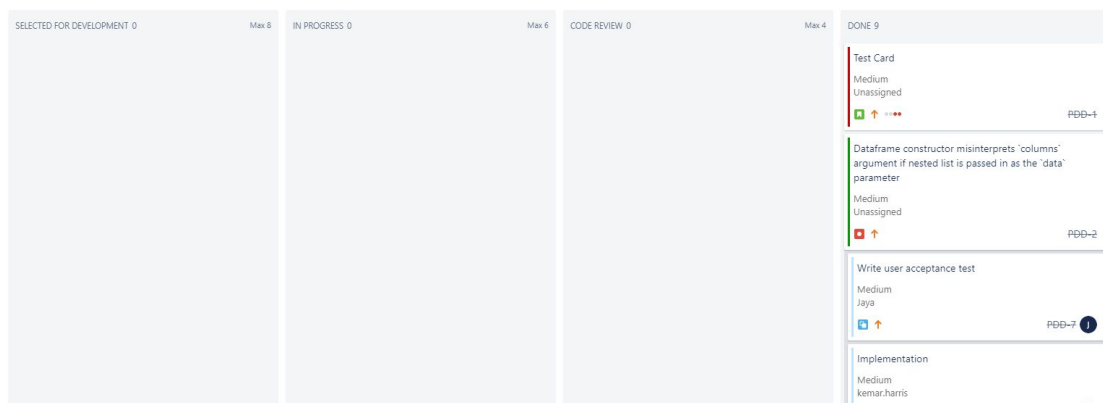 SELECTED FOR DEVELOPMENT 0 Max 8
IN PROGRESS 0 Max 6
CODE REVIEW 0 Max 4
DONE 9
Test Card
Medium
Unassigned
PDD-1
Dataframe constructor misinterprets `columns`
argument if nested list is passed in as the `data`
parameter
Medium
Unassigned
PDD-2
Write user acceptance test
Medium
Jaya
PDD-7 J
Implementation
Medium
kemar.harris